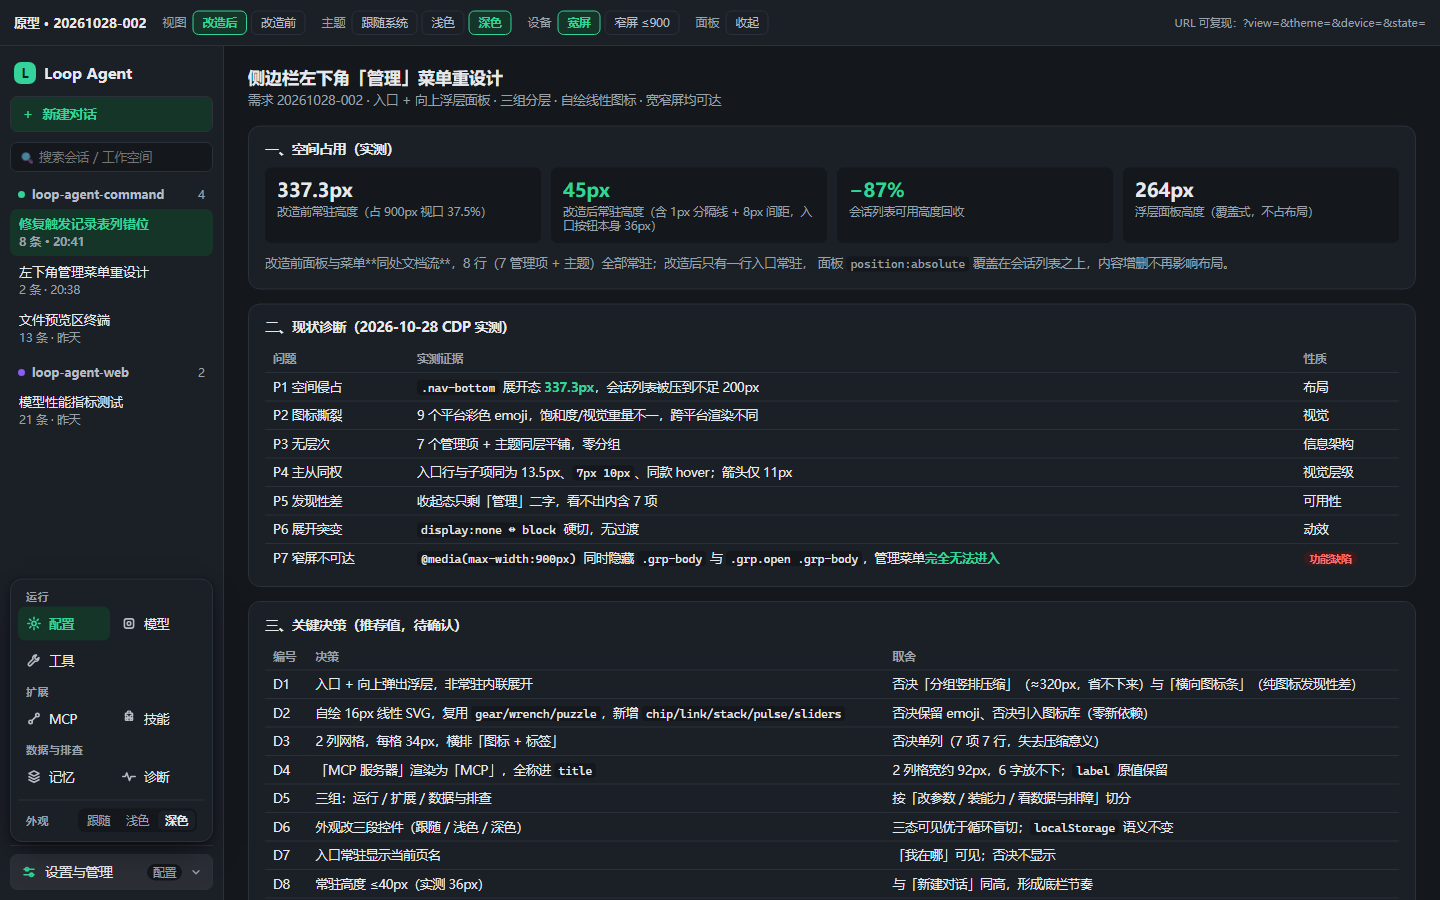 原型 • 20261028-002 视图 改造后 改造前 主题 跟随系统 浅色 深色 设备 宽屏 窄屏 ≤900 面板 收起 URL 可复现：?view=&theme=&device=&state=
L Loop Agent
+ 新建对话
搜索会话 / 工作空间
loop-agent-command 4
修复触发记录表列错位
8 条 • 20:41
左下角管理菜单重设计
2 条 · 20:38
文件预览区终端
13 条 · 昨天
loop-agent-web 2
模型性能指标测试
21 条 · 昨天
运行
配置 模型
工具
扩展
MCP 技能
数据与排查
记忆 诊断
外观 跟随 浅色 深色
设置与管理 配置
侧边栏左下角「管理」菜单重设计
需求 20261028-002 · 入口 + 向上浮层面板 · 三组分层 · 自绘线性图标 · 宽窄屏均可达
一、空间占用（实测）
337.3px
改造前常驻高度（占 900px 视口 37.5%）
45px
改造后常驻高度（含 1px 分隔线 + 8px 间距，入
口按钮本身 36px）
−87%
会话列表可用高度回收
264px
浮层面板高度（覆盖式，不占布局）
改造前面板与菜单**同处文档流**，8 行（7 管理项 + 主题）全部常驻；改造后只有一行入口常驻， 面板 position:absolute 覆盖在会话列表之上，内容增删不再影响布局。
二、现状诊断（2026-10-28 CDP 实测）
问题 实测证据 性质
P1 空间侵占 .nav-bottom 展开态 337.3px，会话列表被压到不足 200px 布局
P2 图标撕裂 9 个平台彩色 emoji，饱和度/视觉重量不一，跨平台渲染不同 视觉
P3 无层次 7 个管理项 + 主题同层平铺，零分组 信息架构
P4 主从同权 入口行与子项同为 13.5px、 7px 10px 、同款 hover；箭头仅 11px 视觉层级
P5 发现性差 收起态只剩「管理」二字，看不出内含 7 项 可用性
P6 展开突变 display:none ↔ block 硬切，无过渡 动效
P7 窄屏不可达 @media(max-width:900px) 同时隐藏 .grp-body 与 .grp.open .grp-body ，管理菜单完全无法进入 功能缺陷
三、关键决策（推荐值，待确认）
编号 决策 取舍
D1 入口 + 向上弹出浮层，非常驻内联展开 否决「分组竖排压缩」（≈320px，省不下来）与「横向图标条」（纯图标发现性差）
D2 自绘 16px 线性 SVG，复用 gear/wrench/puzzle ，新增 chip/link/stack/pulse/sliders 否决保留 emoji、否决引入图标库（零新依赖）
D3 2 列网格，每格 34px，横排「图标 + 标签」 否决单列（7 项 7 行，失去压缩意义）
D4 「MCP 服务器」渲染为「MCP」，全称进 title 2 列格宽约 92px，6 字放不下； label 原值保留
D5 三组：运行 / 扩展 / 数据与排查 按「改参数 / 装能力 / 看数据与排障」切分
D6 外观改三段控件（跟随 / 浅色 / 深色） 三态可见优于循环盲切； localStorage 语义不变
D7 入口常驻显示当前页名 「我在哪」可见；否决不显示
D8 常驻高度 ≤40px（实测 36px） 与「新建对话」同高，形成底栏节奏